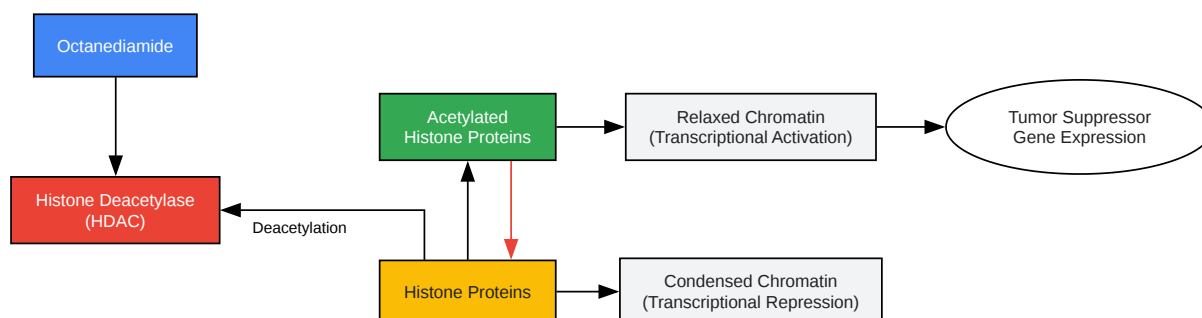 Octanediamide
Acetylated
Histone Proteins
Relaxed Chromatin
(Transcriptional Activation)
Tumor Suppressor
Gene Expression
Histone Deacetylase
(HDAC)
Deacetylation
Histone Proteins
Condensed Chromatin
(Transcriptional Repression)